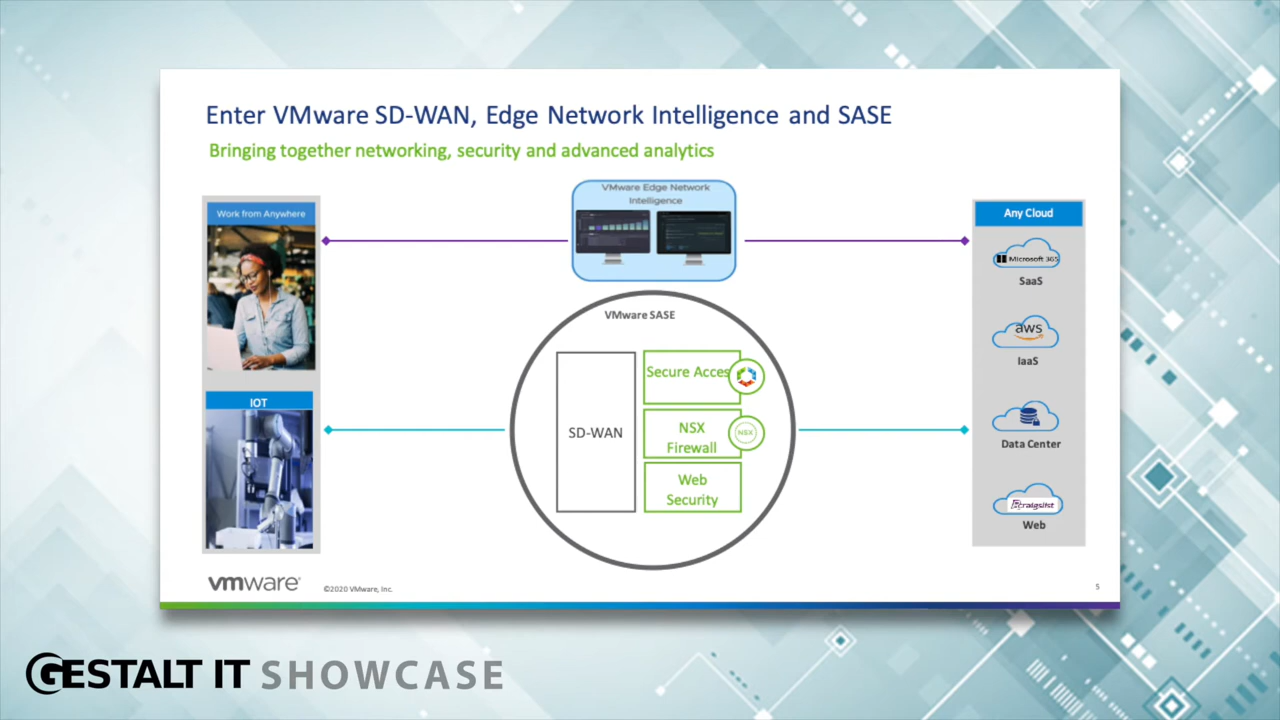 Enter VMware SD-WAN, Edge Network Intelligence and SASE
Bringing together networking, security and advanced analytics
Work from Anywhere
IOT
VMware Edge Network
Intelligence
VMware SASE
SD-WAN
Secure Acces
NSX
Firewall
NSX
Web
Security
Any Cloud
Microsoft 365
SaaS
aws
IaaS
Data Center
craigslist
Web
vmware®
©2020 VMware, Inc.
5
GESTALT IT SHOWCASE